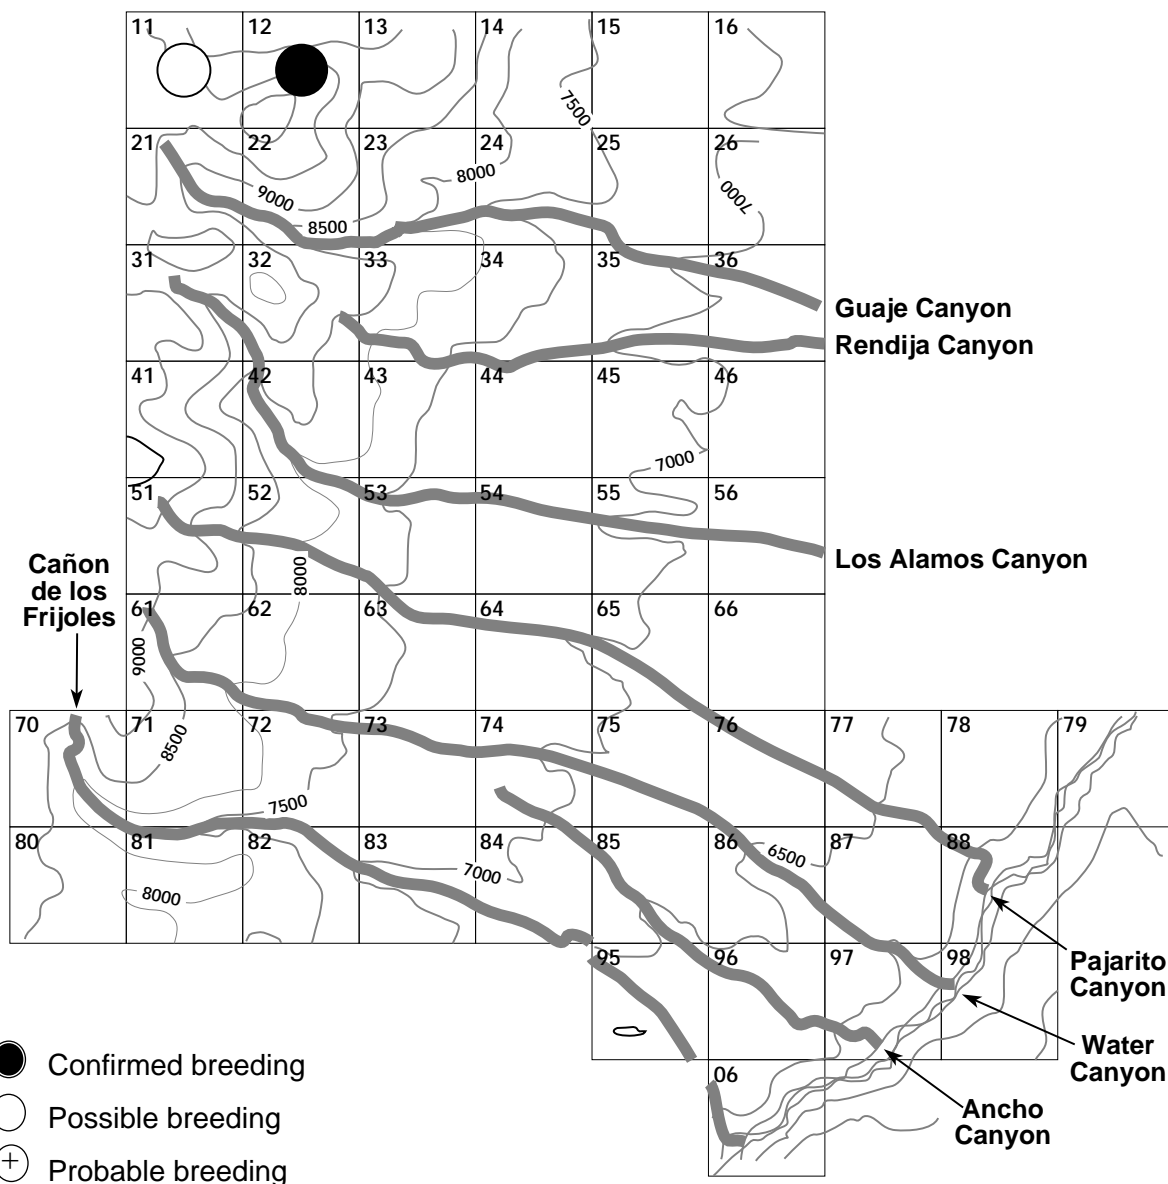 11 12 13 14 15 16
7500
21 22 23 24 25 26
8000
9000
7000
8500
31 32 33 34 35 36
Guaje Canyon
Rendija Canyon
41 42 43 44 45 46
7000
51 52 53 54 55 56
Los Alamos Canyon
Cañon
de los
Frijoles
8000
61 62 63 64 65 66
9000
70 71 72 73 74 75 76 77 78 79
8500
7500
80 81 82 83 84 85 86 87 88
6500
7000
8000
95 96 97 98
Pajarito
Canyon
Water
Canyon
06
Ancho
Canyon
Confirmed breeding
Possible breeding
+ Probable breeding